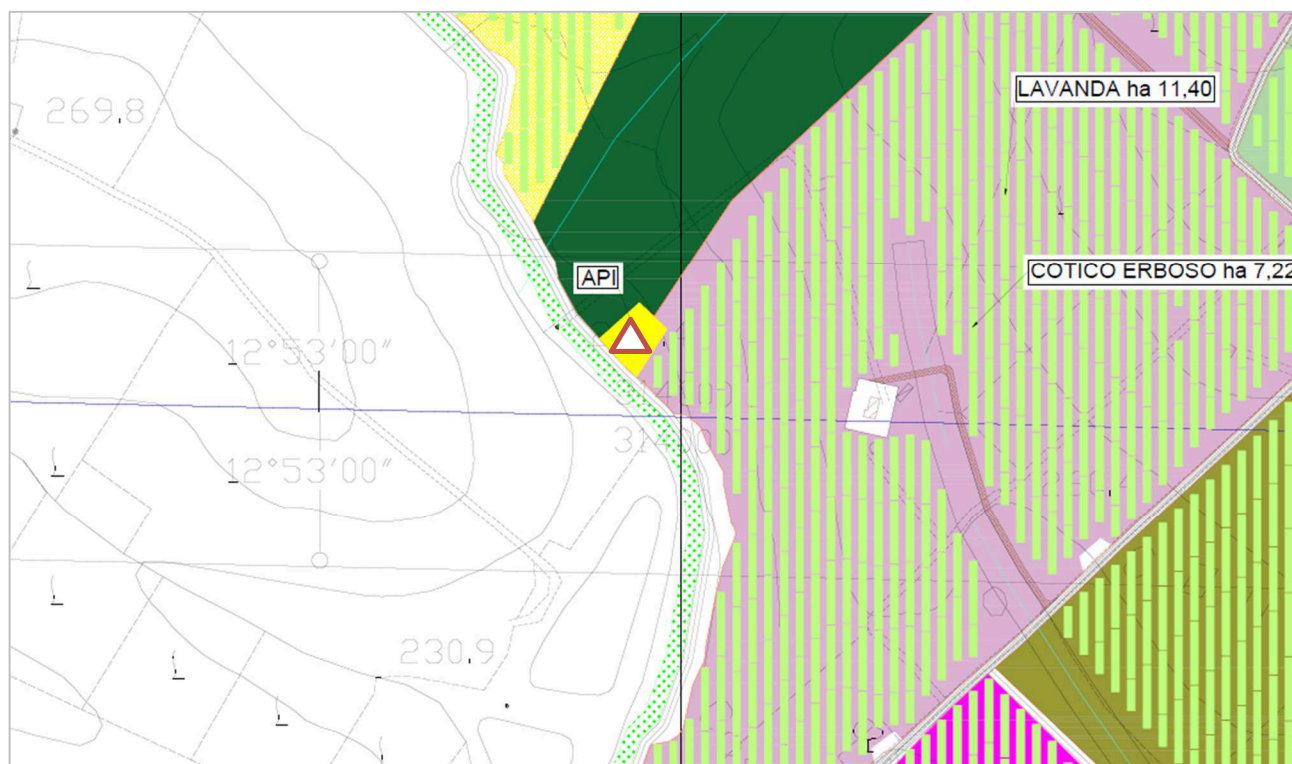 LAVANDA ha 11,40
269,8
COTICO ERBOSO ha 7,22
API
12°53'00"
12°53'00"
230,9